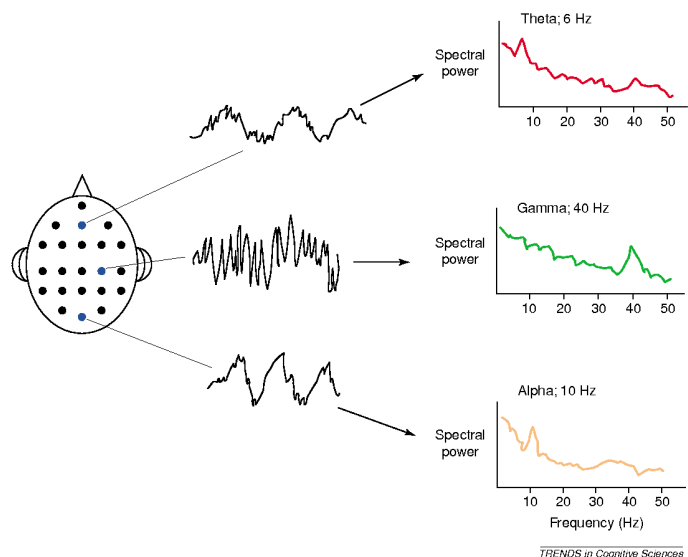 Theta; 6 Hz
Spectral
power
10 20 30 40 50
Gamma; 40 Hz
Spectral
power
10 20 30 40 50
Alpha; 10 Hz
Spectral
power
10 20 30 40 50
Frequency (Hz)
TRENDS in Cognitive Sciences